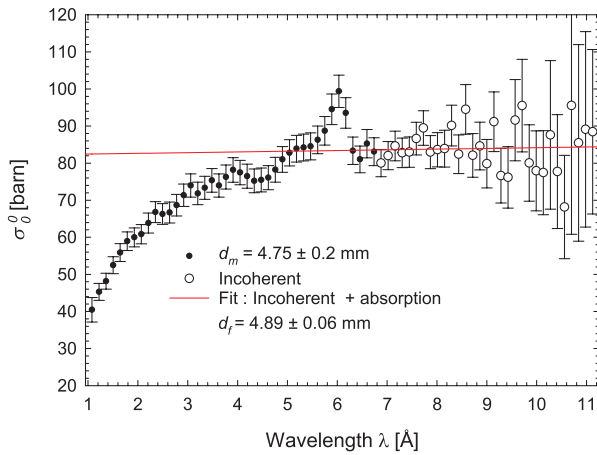 120
110
100
90
80
70
60
50
40
30
20
σ₀⁰ [barn]
d_m = 4.75 ± 0.2 mm
Incoherent
Fit : Incoherent + absorption
d_f = 4.89 ± 0.06 mm
1 2 3 4 5 6 7 8 9 10 11
Wavelength λ [Å]